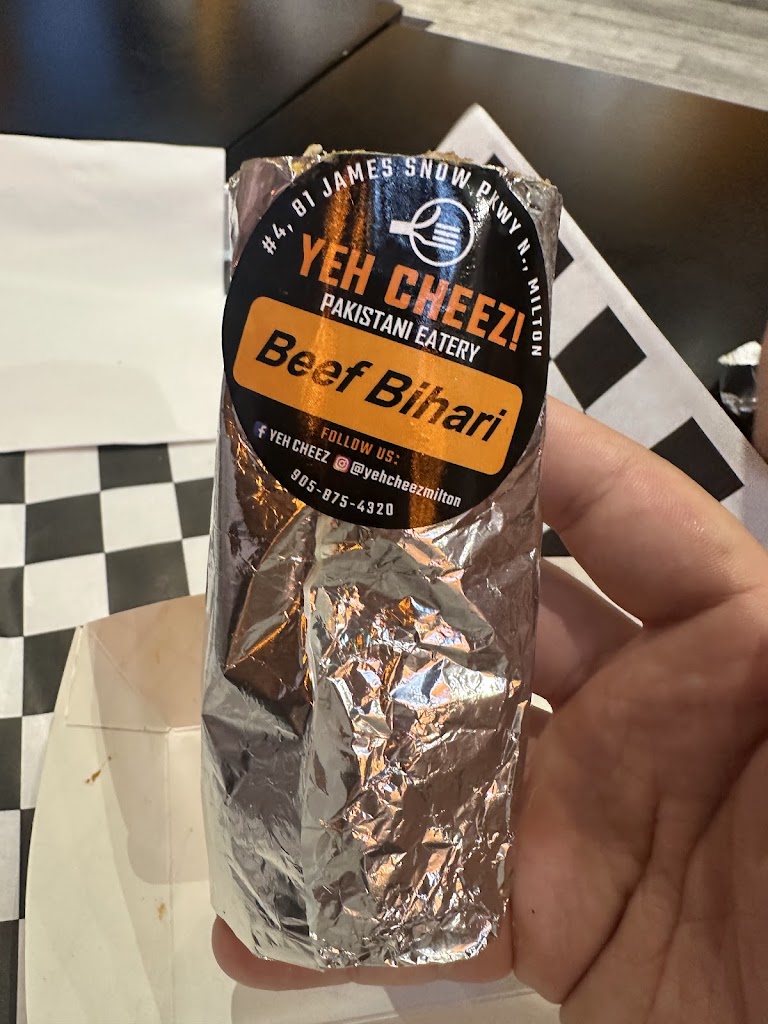 #4, 81 JAMES SNOW PKWY N., MILTON
YEH CHEEZ!
PAKISTANI EATERY
Beef Bihari
FOLLOW US:
f YEH CHEEZ @yehcheezmilton
905-875-4320